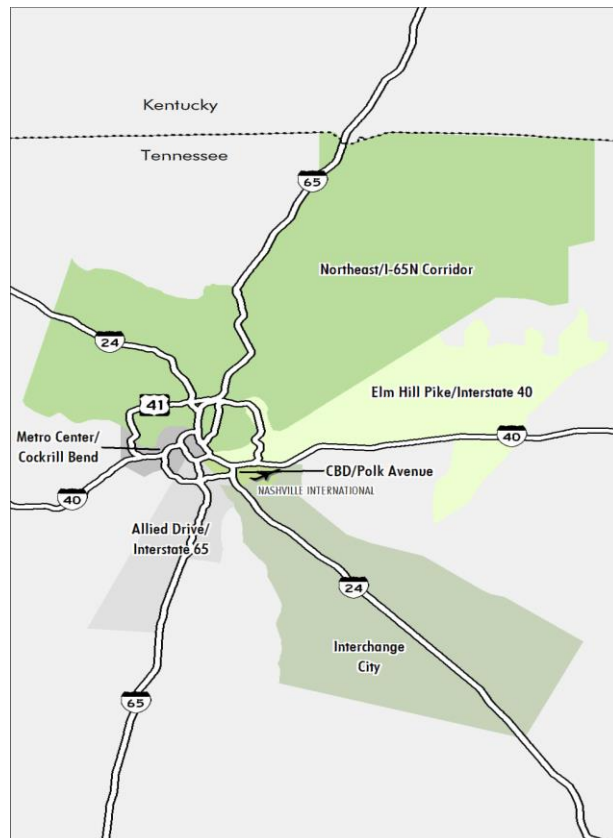 Kentucky
Tennessee
65
Northeast/I-65N Corridor
24
Elm Hill Pike/Interstate 40
41
Metro Center/
Cockrill Bend
40
CBD/Polk Avenue
NASHVILLE INTERNATIONAL
40
Allied Drive/
Interstate 65
24
Interchange
City
65